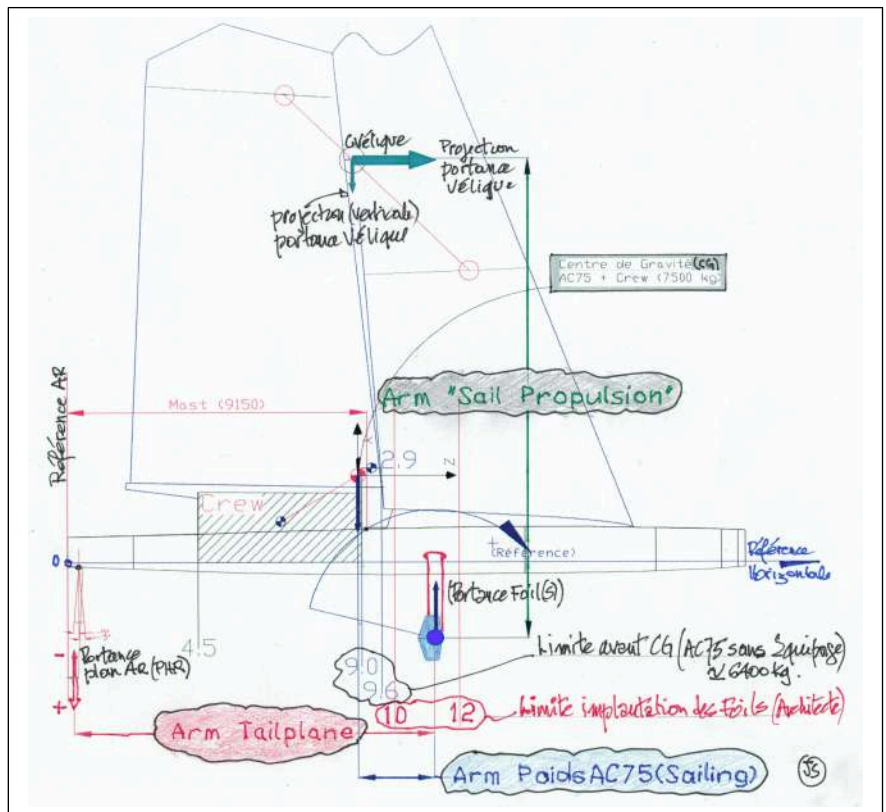 Cvélique
Projection
portance
vélique
projection (verticale)
portance vélique
Centre de Gravité (CG)
AC75 + Crew (7500 kg)
Référence AR
Arm "Sail Propulsion"
Mast (9150)
X
Z
2.9
Crew
(Référence)
Référence
Horizontale
0
Portance Foil(s)
4.5
Portance
plan AR (PHR)
-
+
9.0
9.6
Limite avant CG (AC75 sans Equipage)
≃ 6400 kg.
10 12
Limite implantation des Foils (Architecte)
Arm Tailplane
Arm Poids AC75 (Sailing)
JS